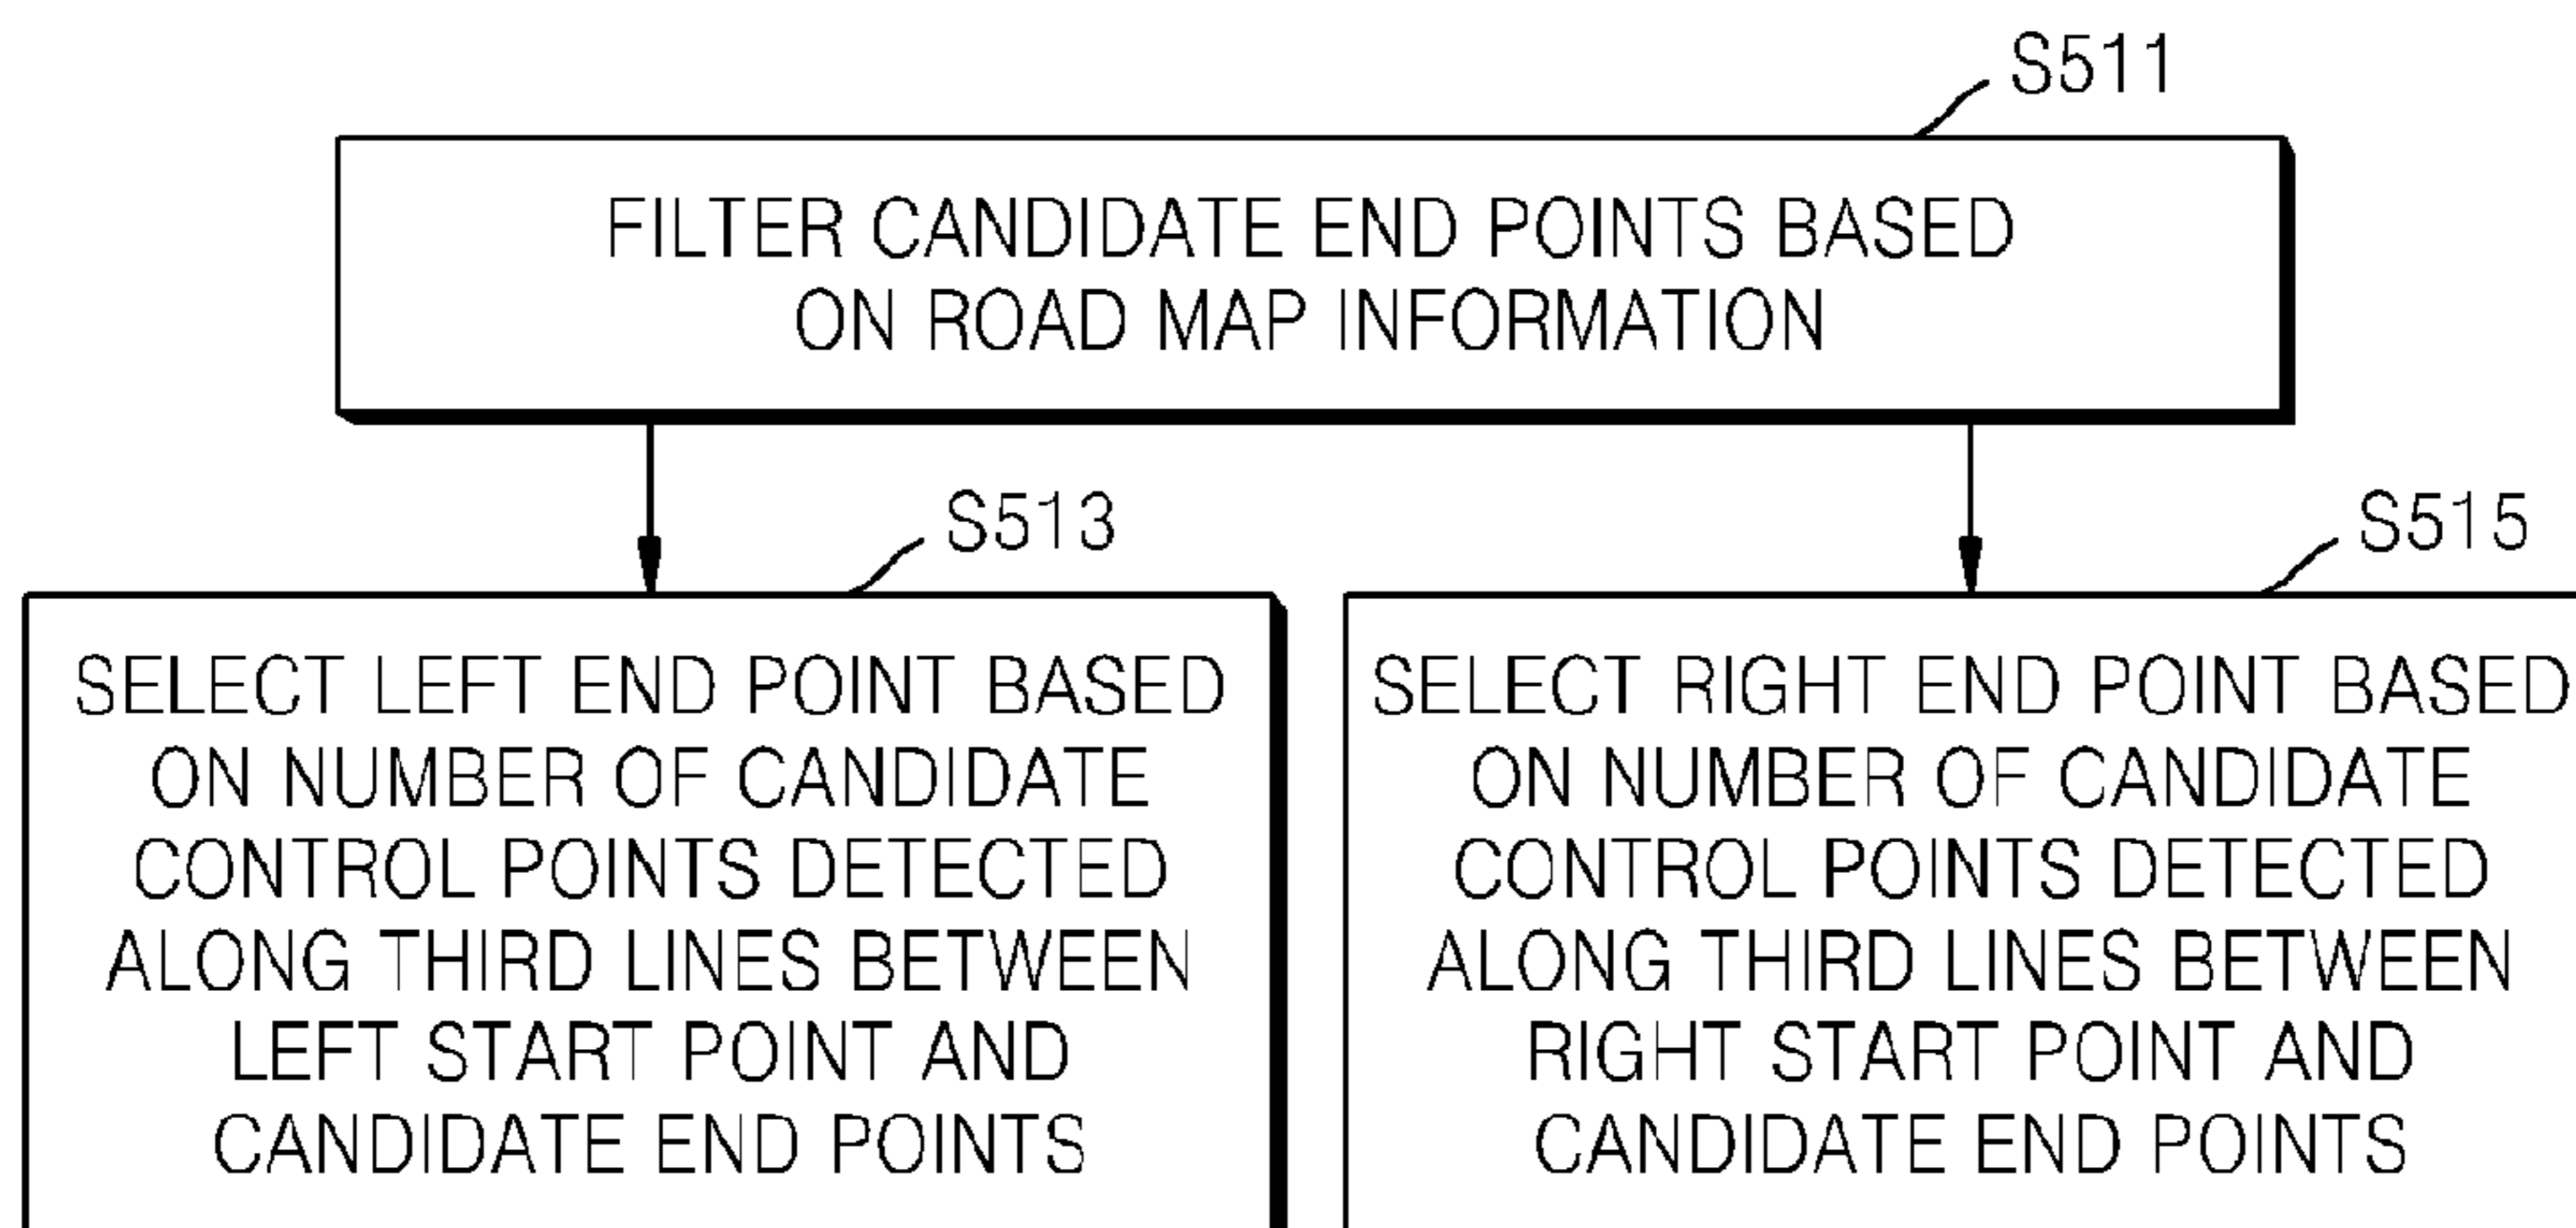 S511
FILTER CANDIDATE END POINTS BASED
ON ROAD MAP INFORMATION
S513
SELECT LEFT END POINT BASED
ON NUMBER OF CANDIDATE
CONTROL POINTS DETECTED
ALONG THIRD LINES BETWEEN
LEFT START POINT AND
CANDIDATE END POINTS
S515
SELECT RIGHT END POINT BASED
ON NUMBER OF CANDIDATE
CONTROL POINTS DETECTED
ALONG THIRD LINES BETWEEN
RIGHT START POINT AND
CANDIDATE END POINTS